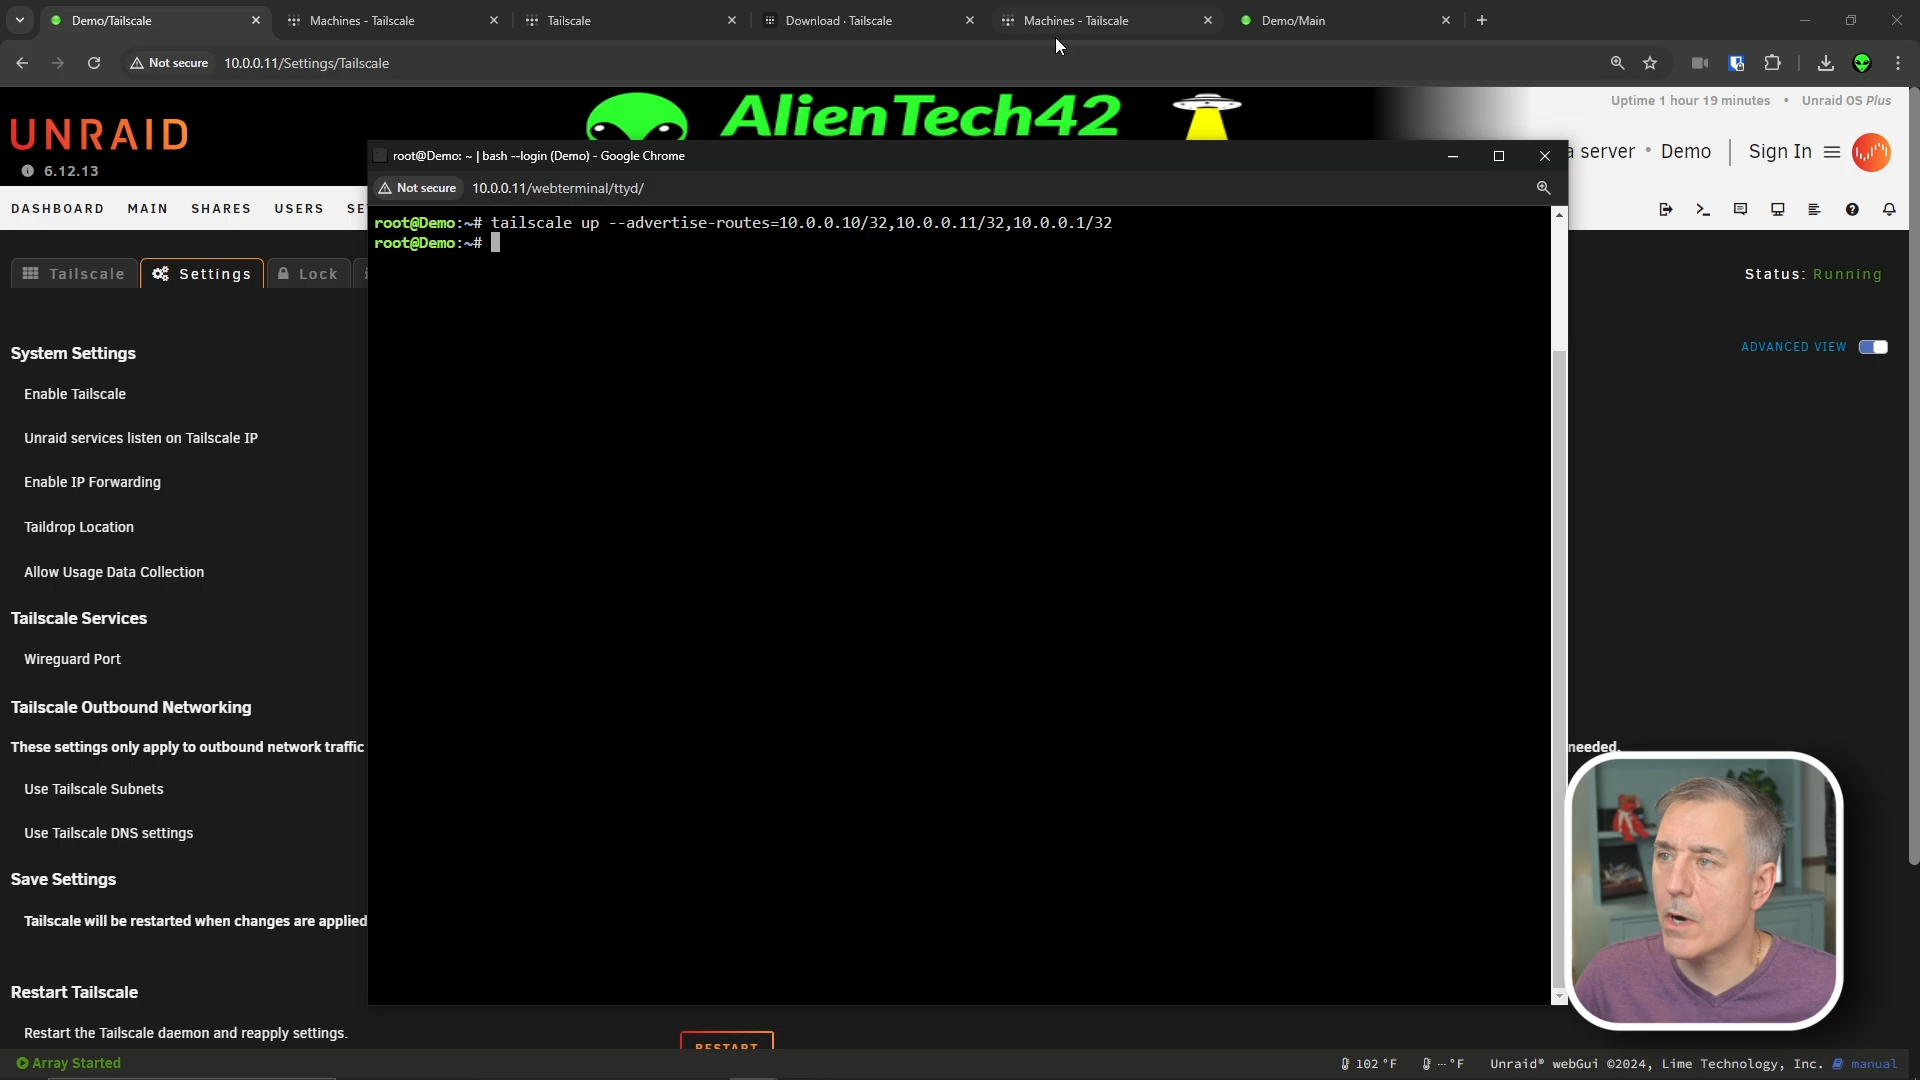 Demo/Tailscale
Machines - Tailscale
Tailscale
Download · Tailscale
Machines - Tailscale
Demo/Main
Not secure
10.0.0.11/Settings/Tailscale
AlienTech42
Uptime 1 hour 19 minutes • Unraid OS Plus
UNRAID
6.12.13
root@Demo: ~ | bash --login (Demo) - Google Chrome
a server • Demo
Sign In
Not secure
10.0.0.11/webterminal/ttyd/
DASHBOARD MAIN SHARES USERS SE
root@Demo:~# tailscale up --advertise-routes=10.0.0.10/32,10.0.0.11/32,10.0.0.1/32
root@Demo:~#
Tailscale
Settings
Lock
Status: Running
ADVANCED VIEW
System Settings
Enable Tailscale
Unraid services listen on Tailscale IP
Enable IP Forwarding
Taildrop Location
Allow Usage Data Collection
Tailscale Services
Wireguard Port
Tailscale Outbound Networking
These settings only apply to outbound network traffic
needed.
Use Tailscale Subnets
Use Tailscale DNS settings
Save Settings
Tailscale will be restarted when changes are applied
Restart Tailscale
Restart the Tailscale daemon and reapply settings.
RESTART
Array Started
102 °F
-- °F
Unraid® webGui ©2024, Lime Technology, Inc.
manual